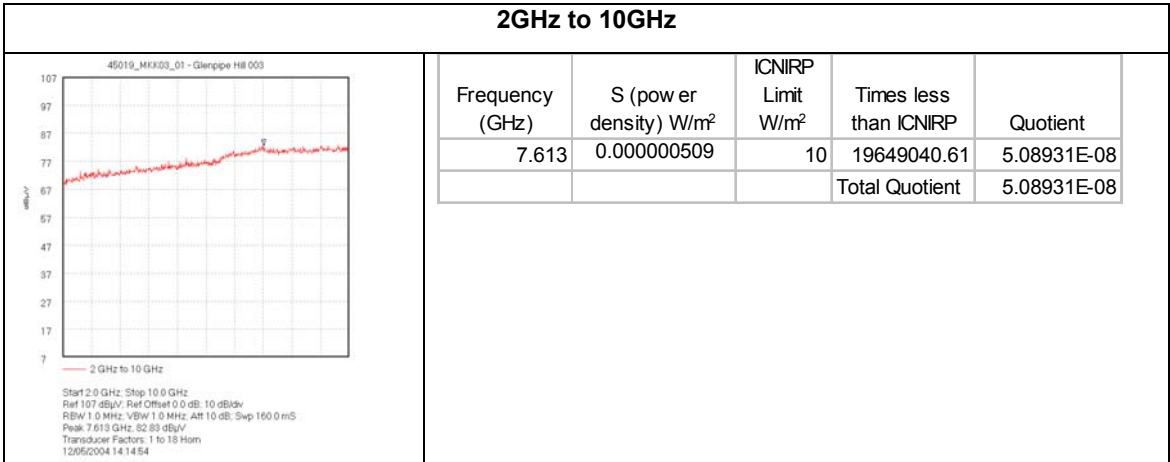 2GHz to 10GHz
45019_MKK03_01 - Glenpipe Hill 003
107
97
87
77
67
57
47
37
27
17
7
dBµV
2 GHz to 10 GHz
Start 2.0 GHz; Stop 10.0 GHz
Ref 107 dBµV; Ref Offset 0.0 dB; 10 dB/div
RBW 1.0 MHz; VBW 1.0 MHz; Att 10 dB; Swp 160.0 mS
Peak 7.613 GHz, 82.83 dBµV
Transducer Factors: 1 to 18 Horn
12/05/2004 14:14:54
Frequency (GHz) S (pow er density) W/m² ICNIRP Limit W/m² Times less than ICNIRP Quotient
7.613 0.000000509 10 19649040.61 5.08931E-08
Total Quotient 5.08931E-08